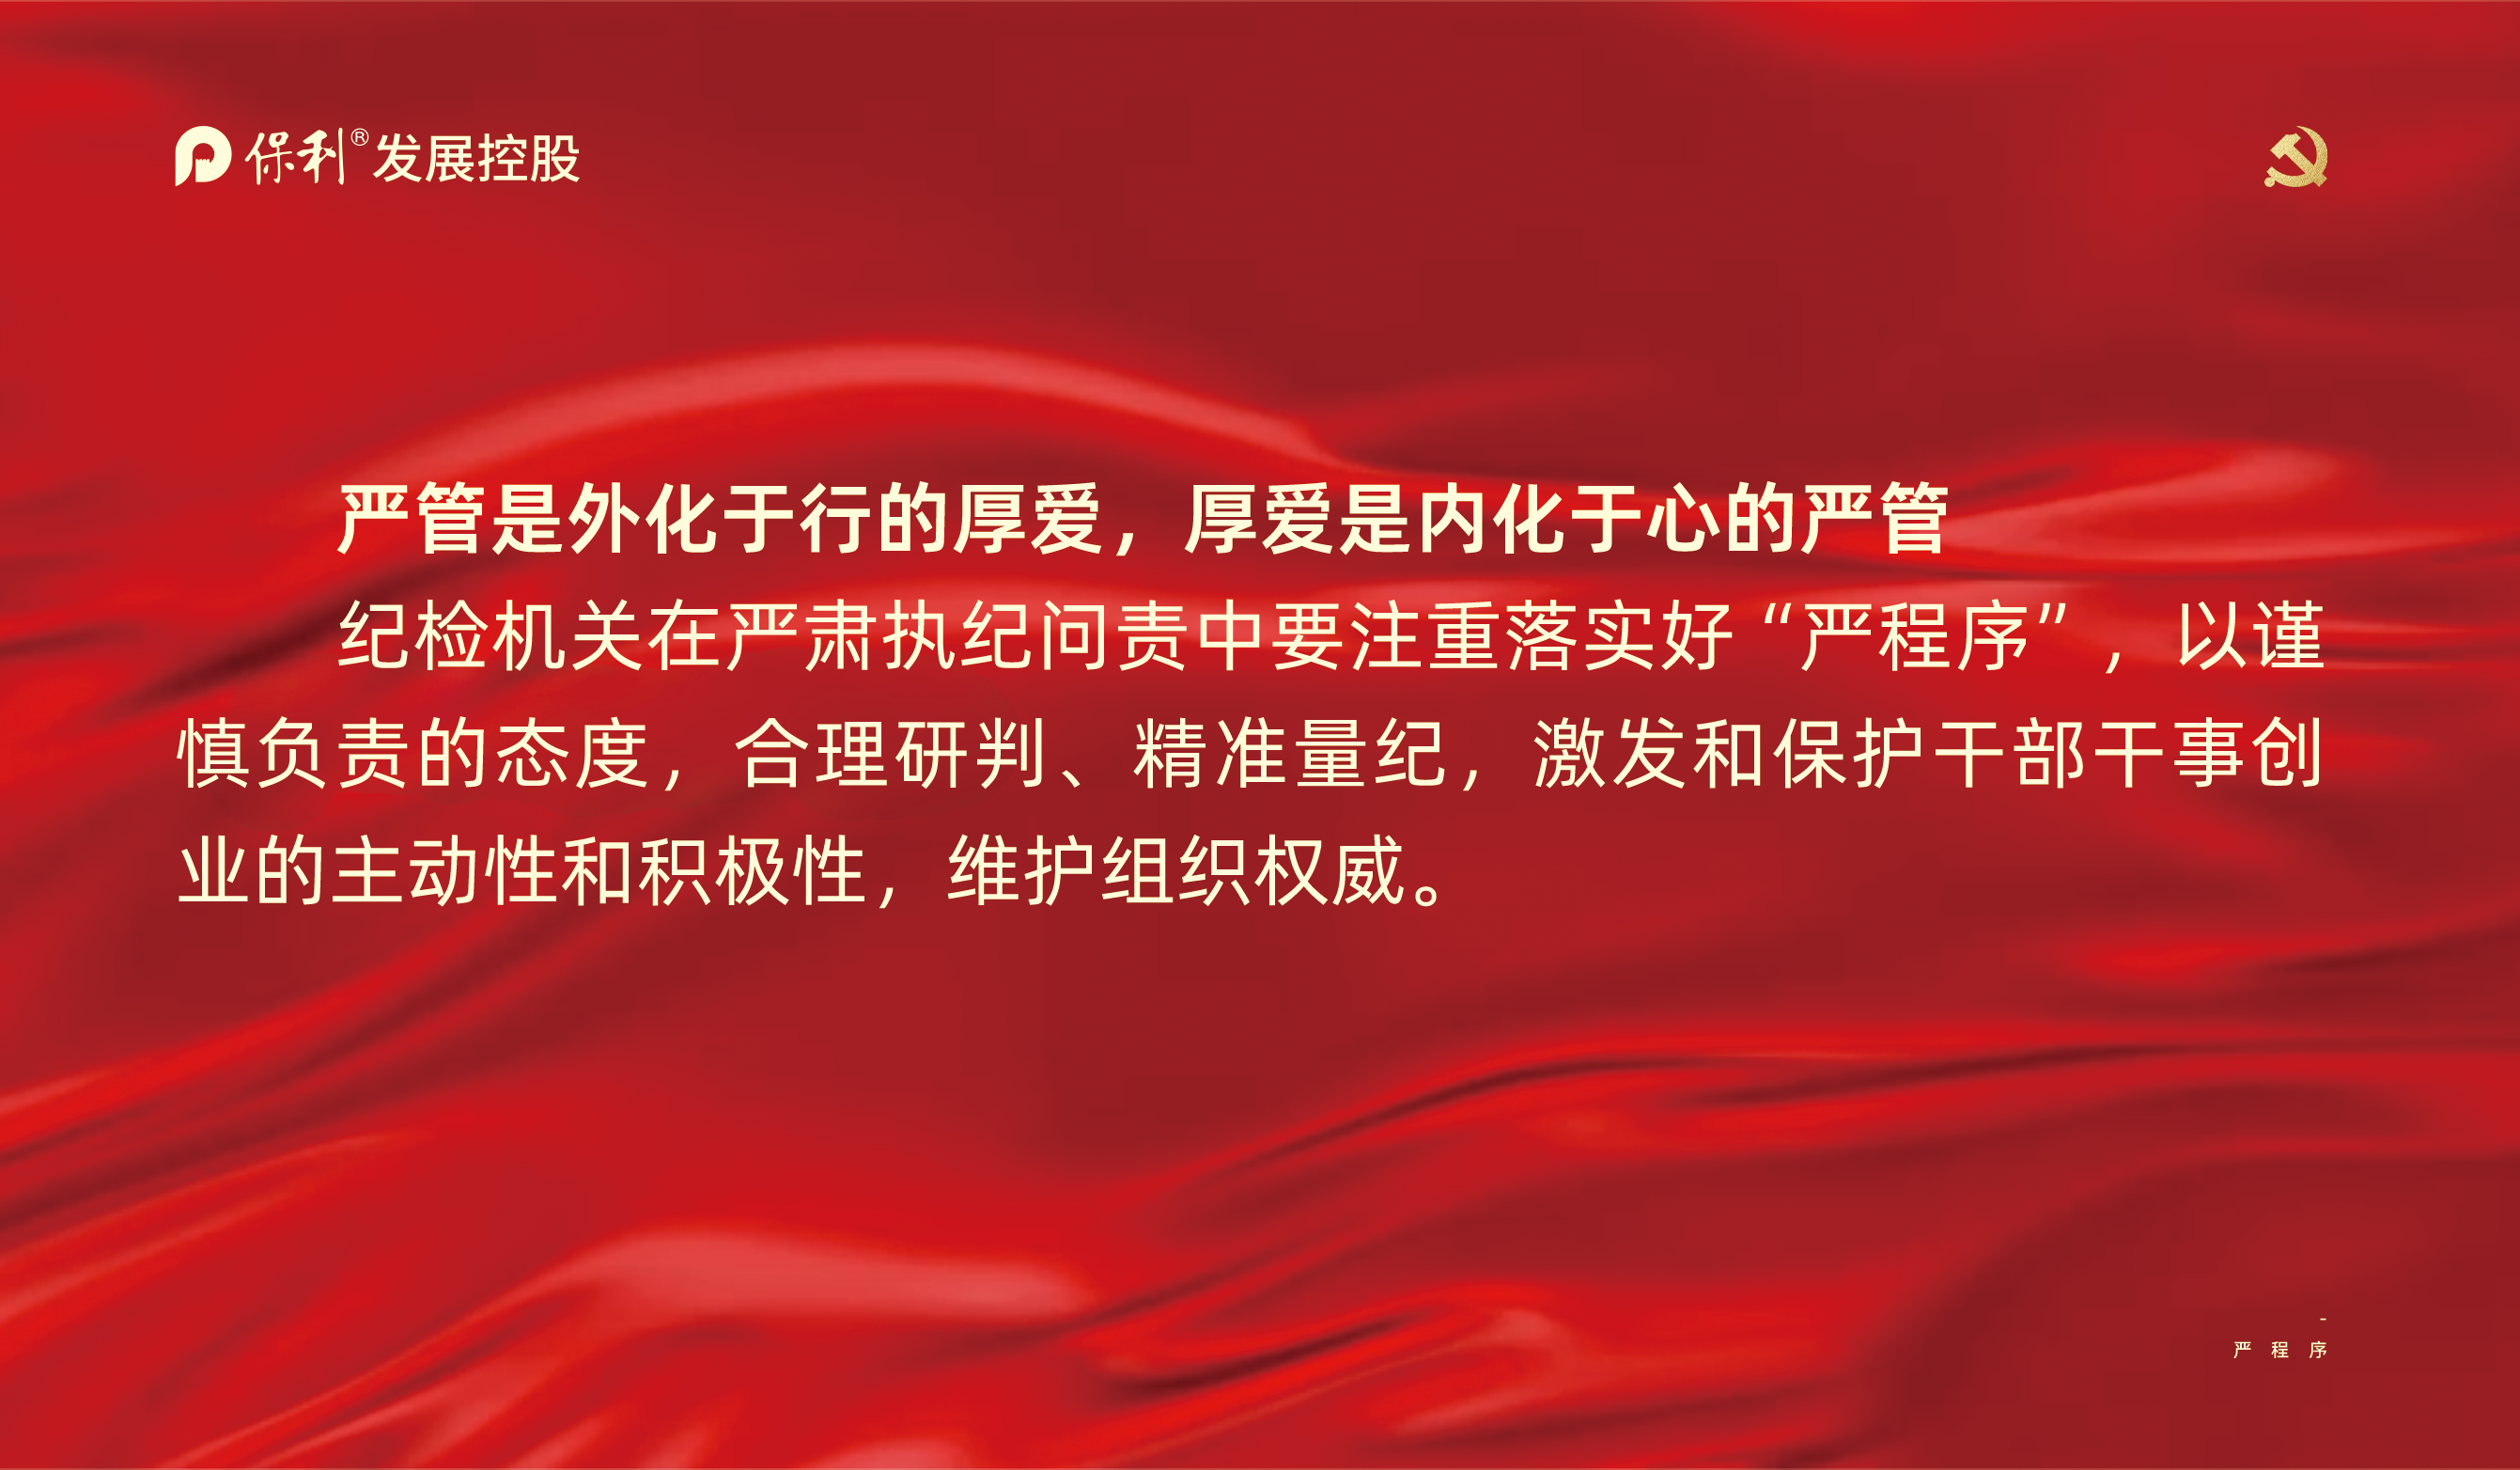 保利®发展控股
严管是外化于行的厚爱，厚爱是内化于心的严管
纪检机关在严肃执纪问责中要注重落实好“严程序”，以谨
慎负责的态度，合理研判、精准量纪，激发和保护干部干事创
业的主动性和积极性，维护组织权威。
-
严程序